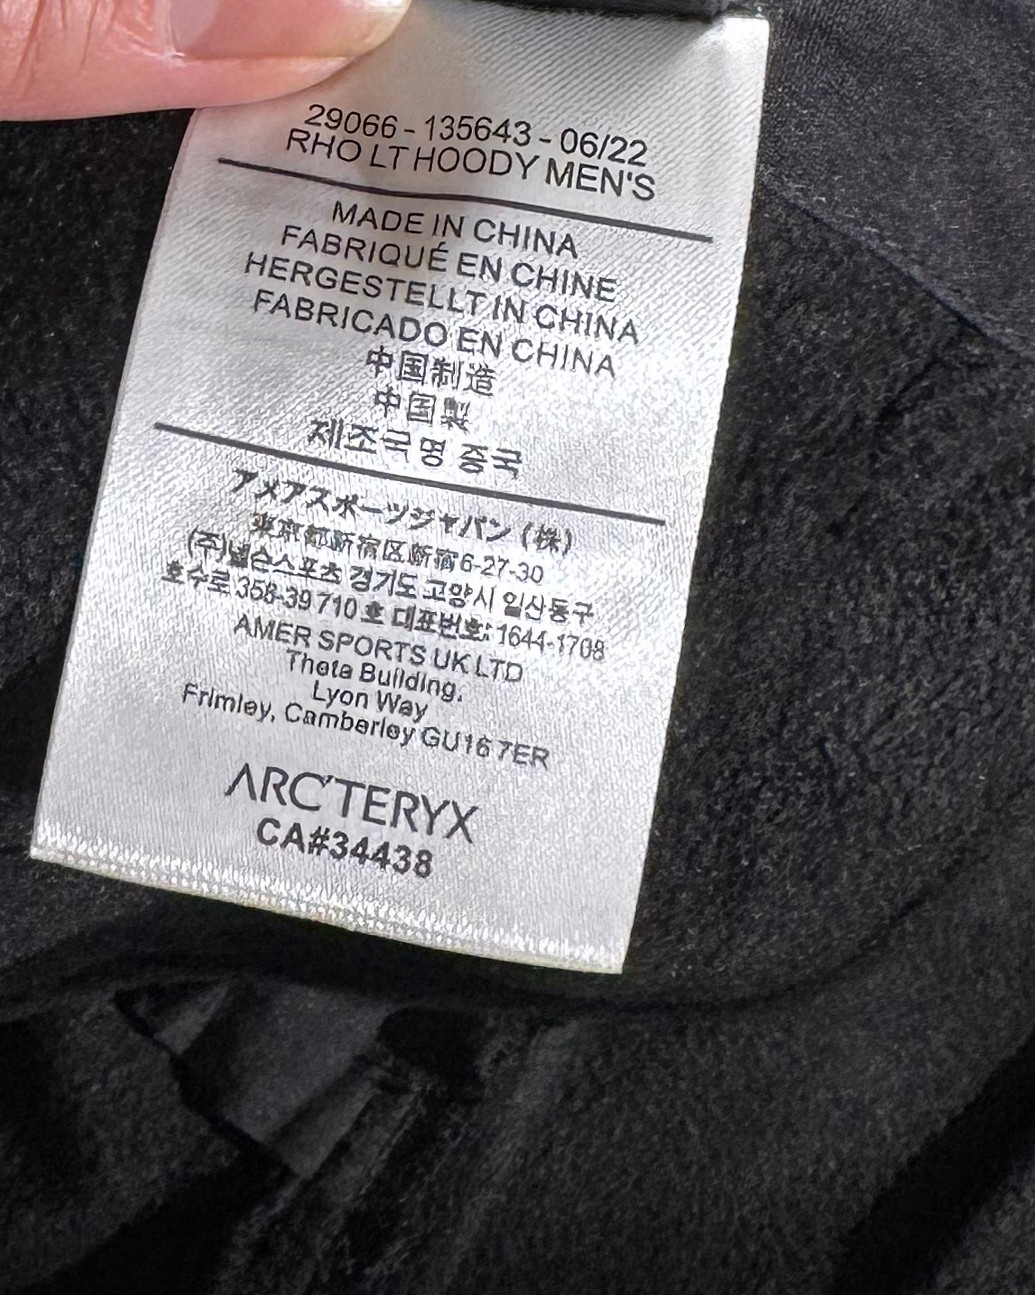 29066 - 135643 - 06/22
RHO LT HOODY MEN'S
MADE IN CHINA
FABRIQUÉ EN CHINE
HERGESTELLT IN CHINA
FABRICADO EN CHINA
中国制造
中国製
제조국명 중국
アメアスポーツジャパン (株)
東京都新宿区新宿6-27-30
(주)넬슨스포츠 경기도 고양시 일산동구
호수로 358-39 710 호 대표번호: 1644-1708
AMER SPORTS UK LTD
Theta Building,
Lyon Way
Frimley, Camberley GU16 7ER
ARC'TERYX
CA#34438